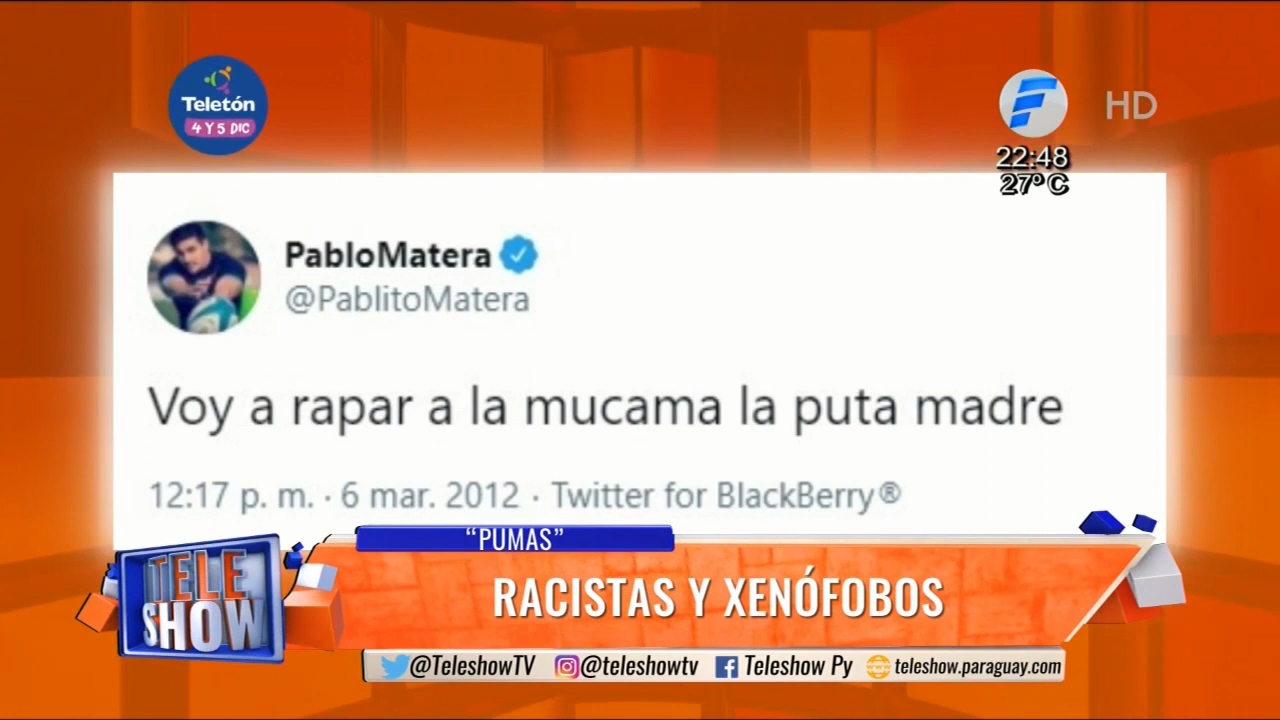 Teletón
4 Y 5 DIC
HD
22:48
27°C
PabloMatera
@PablitoMatera
Voy a rapar a la mucama la puta madre
12:17 p. m. · 6 mar. 2012 · Twitter for BlackBerry®
“PUMAS”
TELE
SHOW
RACISTAS Y XENÓFOBOS
@TeleshowTV @teleshowtv Teleshow Py teleshow.paraguay.com